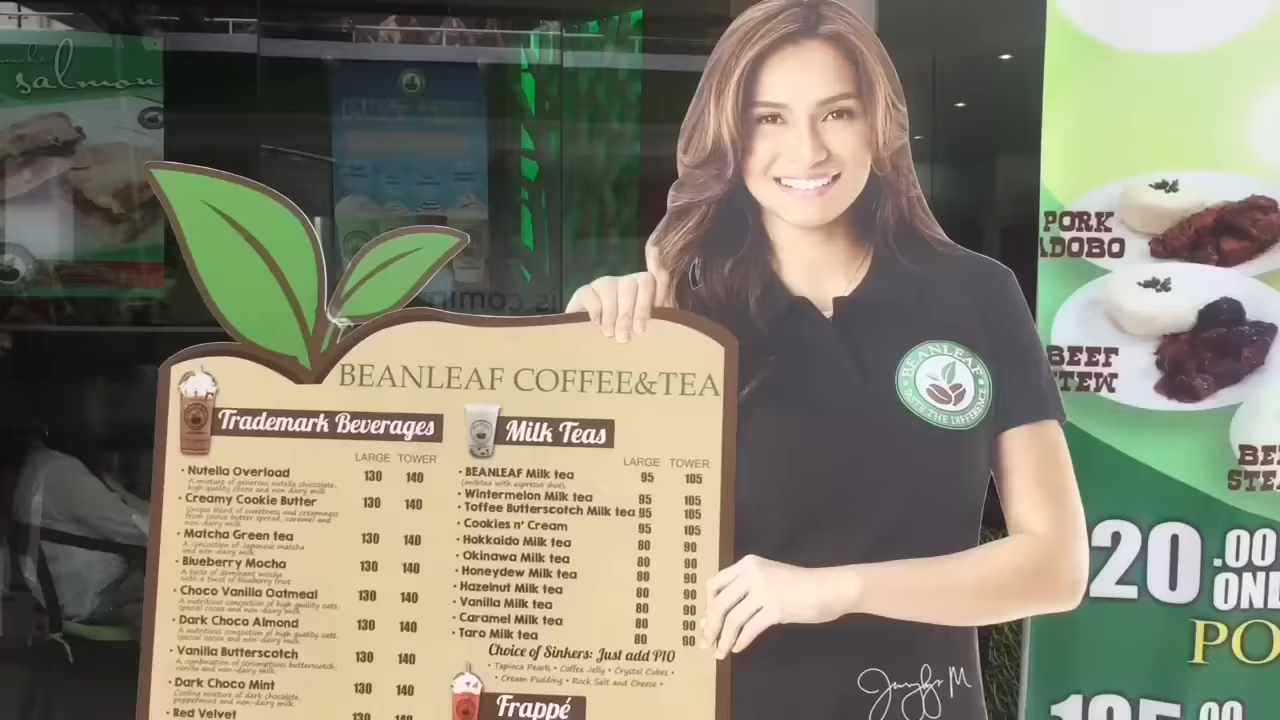 salmon
BEANLEAF COFFEE&TEA
Trademark Beverages
LARGE TOWER
• Nutella Overload 130 140
A mixture of generous nutella chocolate,
high quality cocoa and non dairy milk
• Creamy Cookie Butter 130 140
Unique blend of sweetness and creaminess
from cookie butter spread, caramel and
non-dairy milk
• Matcha Green tea 130 140
A concoction of Japanese matcha
and non-dairy milk
• Blueberry Mocha 130 140
A taste of dominant mocha
with a twist of blueberry fruit
• Choco Vanilla Oatmeal 130 140
A nutritious concoction of high quality oats,
special cocoa and non-dairy milk
• Dark Choco Almond 130 140
A nutritious concoction of high quality
special cocoa and non-dairy milk
• Vanilla Butterscotch 130 140
A combination of scrumptious butterscotch,
vanilla and non-dairy milk
• Dark Choco Mint 130 140
Cooling mixture of dark chocolate,
peppermint and non-dairy milk
• Red Velvet 130 140
Milk Teas
LARGE TOWER
• BEANLEAF Milk tea 95 105
(milktea with espresso shot)
• Wintermelon Milk tea 95 105
• Toffee Butterscotch Milk tea 95 105
• Cookies n' Cream 95 105
• Hokkaido Milk tea 80 90
• Okinawa Milk tea 80 90
• Honeydew Milk tea 80 90
• Hazelnut Milk tea 80 90
• Vanilla Milk tea 80 90
• Caramel Milk tea 80 90
• Taro Milk tea 80 90
Choice of Sinkers: Just add P10
• Tapioca Pearls • Coffee Jelly • Crystal Cubes •
• Cream Pudding • Rock Salt and Cheese •
Frappé
BEANLEAF
TASTE THE DIFFERENCE
PORK
ADOBO
BEEF
STEW
20.00